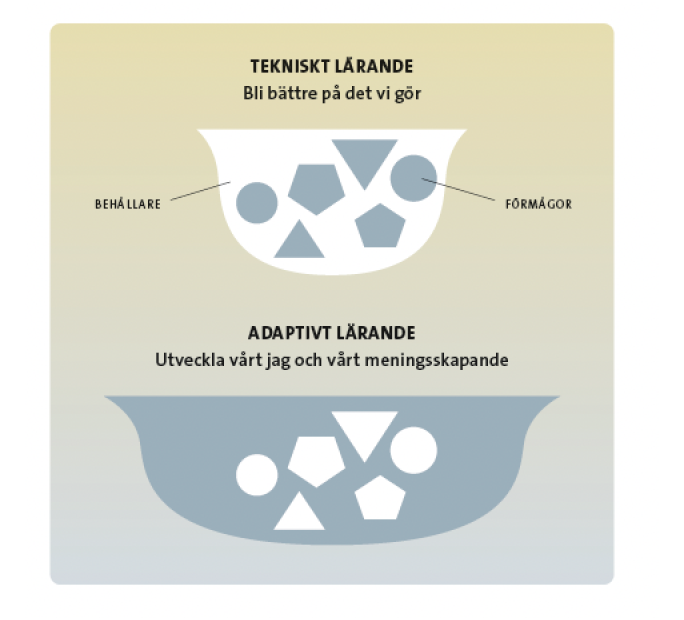 TEKNISKT LÄRANDE
Bli bättre på det vi gör
BEHÅLLARE
FÖRMÅGOR
ADAPTIVT LÄRANDE
Utveckla vårt jag och vårt meningsskapande